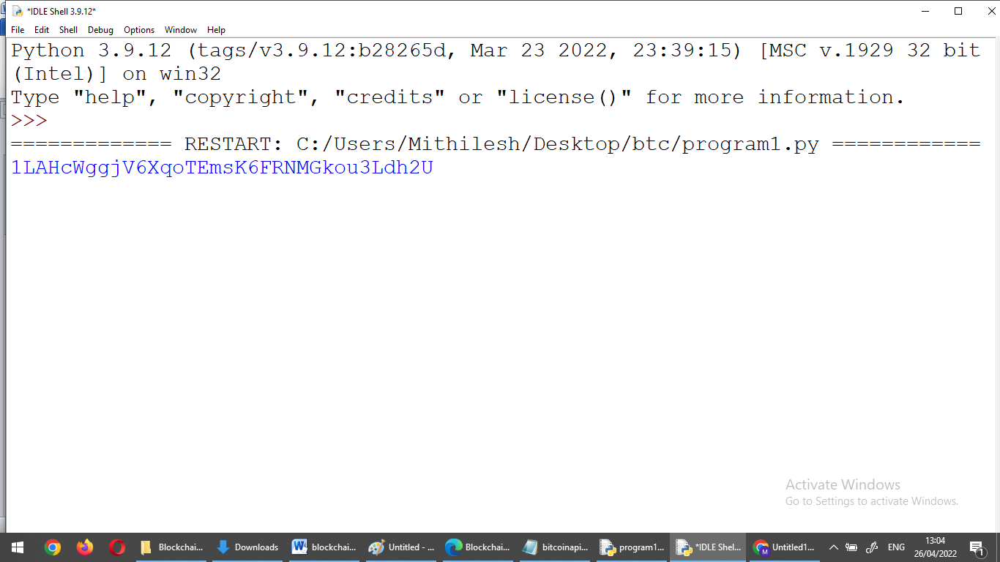 *IDLE Shell 3.9.12*
File Edit Shell Debug Options Window Help
Python 3.9.12 (tags/v3.9.12:b28265d, Mar 23 2022, 23:39:15) [MSC v.1929 32 bit
(Intel)] on win32
Type "help", "copyright", "credits" or "license()" for more information.
>>>
============= RESTART: C:/Users/Mithilesh/Desktop/btc/program1.py ============
1LAHcWggjV6XqoTEmsK6FRNMGkou3Ldh2U
Activate Windows
Go to Settings to activate Windows.
Blockchai... Downloads blockchai... Untitled - ... Blockchai... bitcoinapi... program1... *IDLE Shel... Untitled1... ENG 13:04
26/04/2022 1